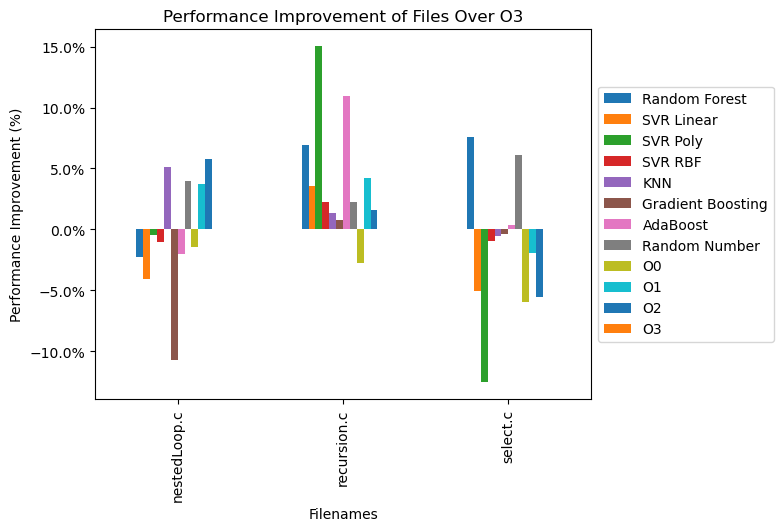 Performance Improvement of Files Over O3
Performance Improvement (%)
15.0%
10.0%
5.0%
0.0%
−5.0%
−10.0%
nestedLoop.c
recursion.c
select.c
Filenames
Random Forest
SVR Linear
SVR Poly
SVR RBF
KNN
Gradient Boosting
AdaBoost
Random Number
O0
O1
O2
O3